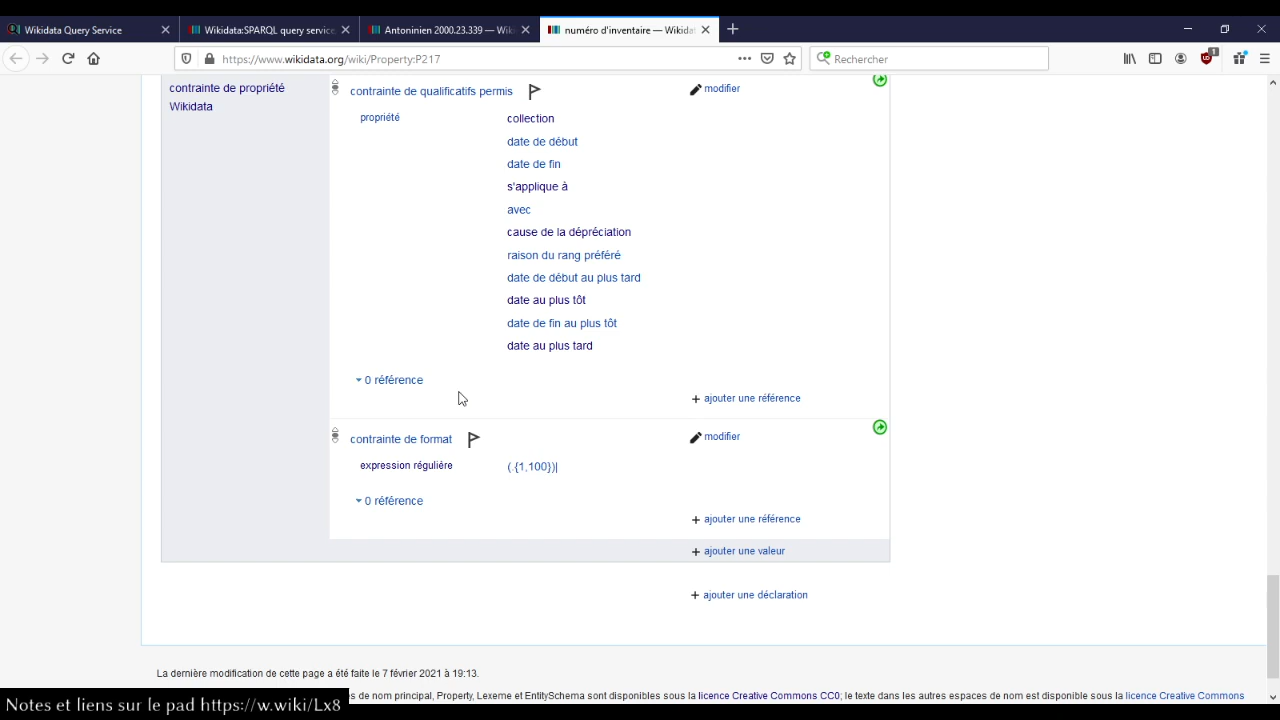 Wikidata Query Service
Wikidata:SPARQL query service
Antoninien 2000.23.339 — Wiki
numéro d'inventaire — Wikida
https://www.wikidata.org/wiki/Property:P217
Rechercher
1
contrainte de propriété
Wikidata
contrainte de qualificatifs permis
modifier
propriété
collection
date de début
date de fin
s'applique à
avec
cause de la dépréciation
raison du rang préféré
date de début au plus tard
date au plus tôt
date de fin au plus tôt
date au plus tard
0 référence
ajouter une référence
contrainte de format
modifier
expression régulière
(.{1,100})|
0 référence
ajouter une référence
ajouter une valeur
ajouter une déclaration
La dernière modification de cette page a été faite le 7 février 2021 à 19:13.
es de nom principal, Property, Lexeme et EntitySchema sont disponibles sous la licence Creative Commons CC0; le texte dans les autres espaces de nom est disponible sous la licence Creative Commons
Notes et liens sur le pad https://w.wiki/Lx8